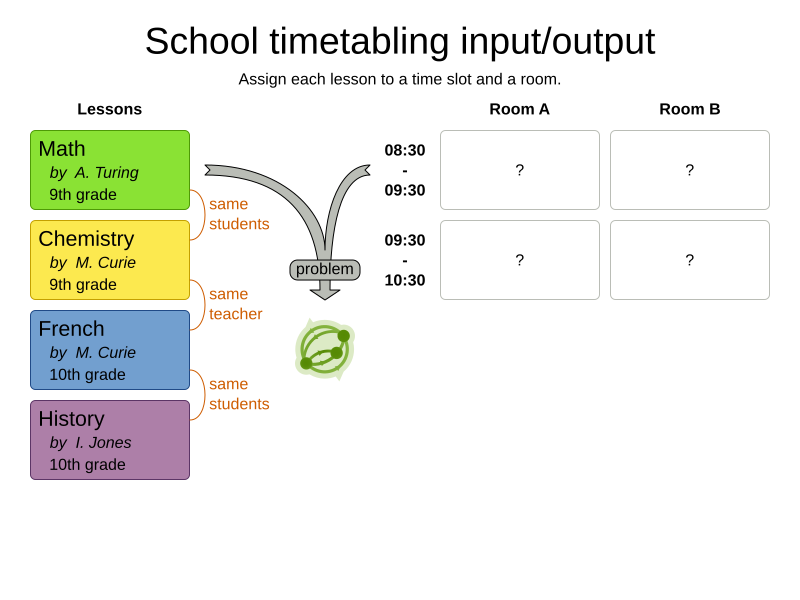 School timetabling input/output
Assign each lesson to a time slot and a room.
Lessons
Room A
Room B
Math
by A. Turing
9th grade
same
students
Chemistry
by M. Curie
9th grade
same
teacher
French
by M. Curie
10th grade
same
students
History
by I. Jones
10th grade
problem
08:30
-
09:30
?
?
09:30
-
10:30
?
?